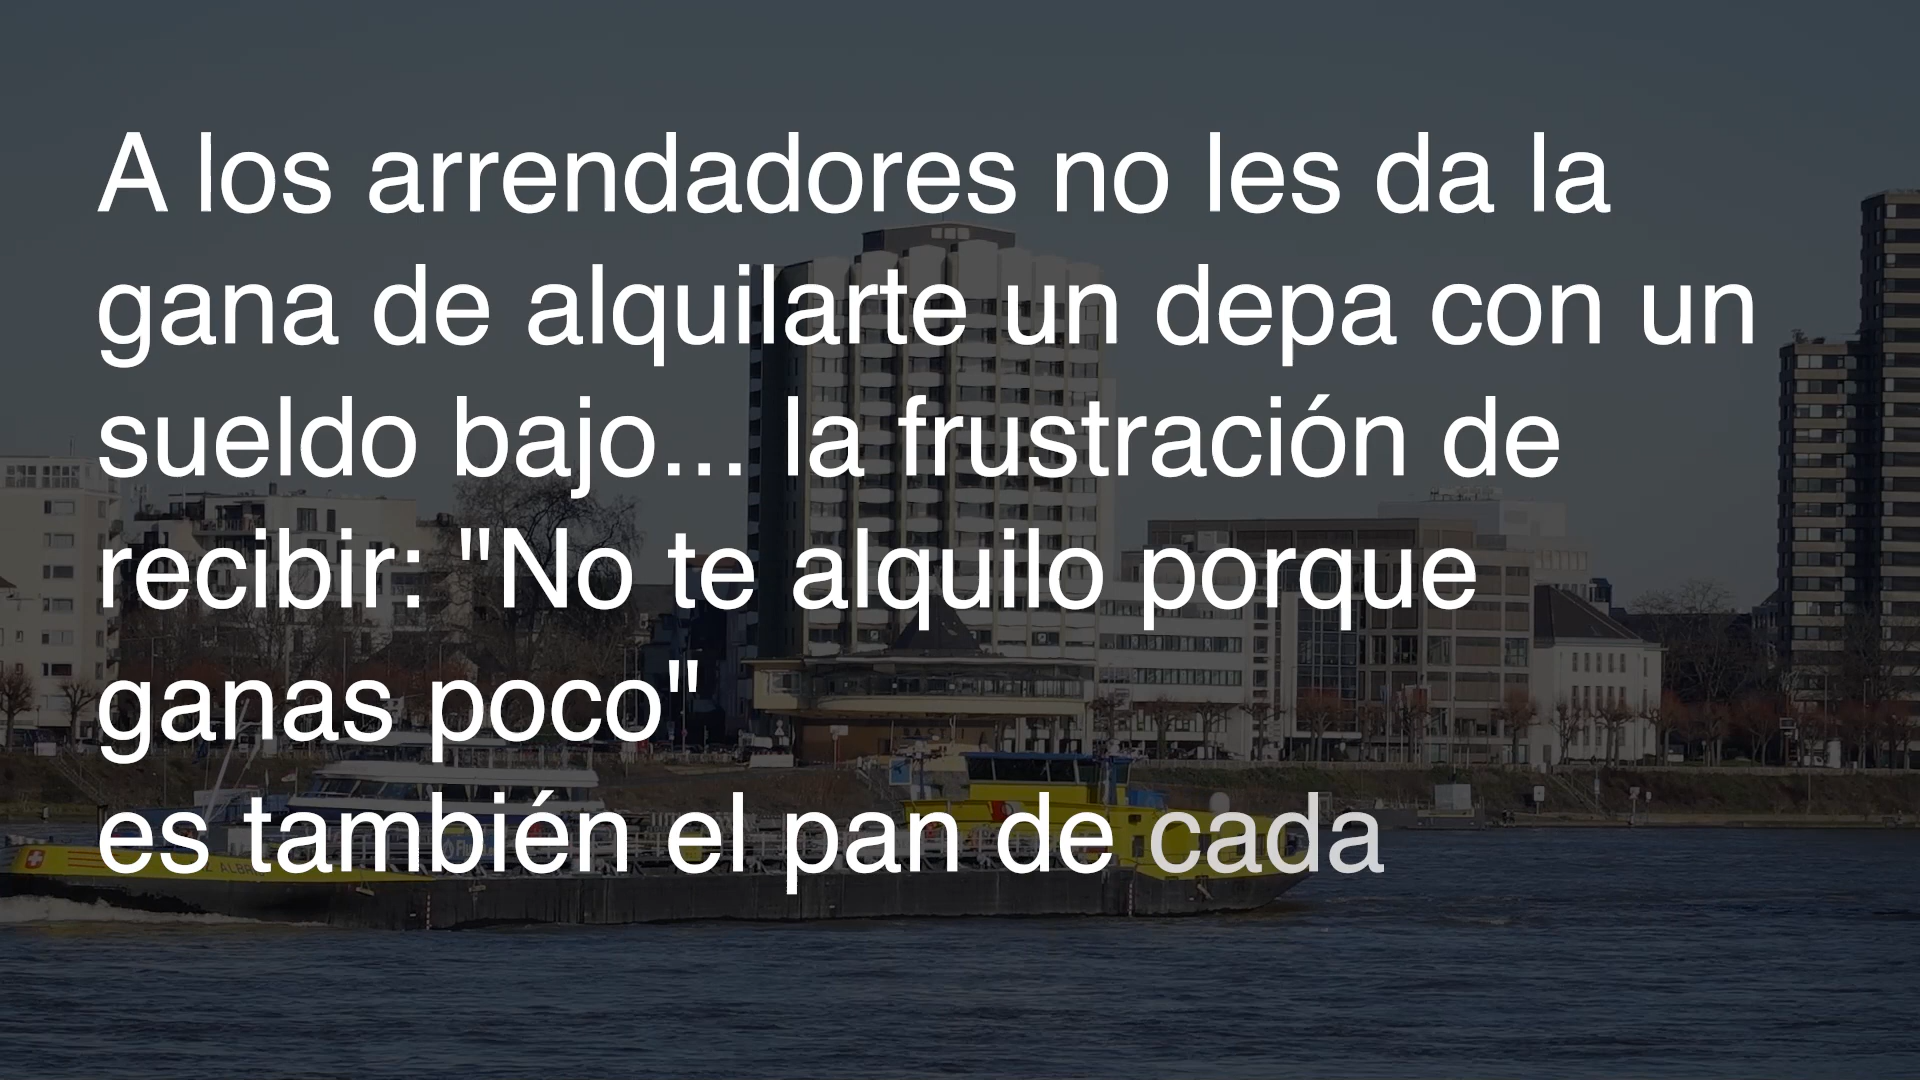 A los arrendadores no les da la
gana de alquilarte un depa con un
sueldo bajo... la frustración de
recibir: "No te alquilo porque
ganas poco"
es también el pan de cada